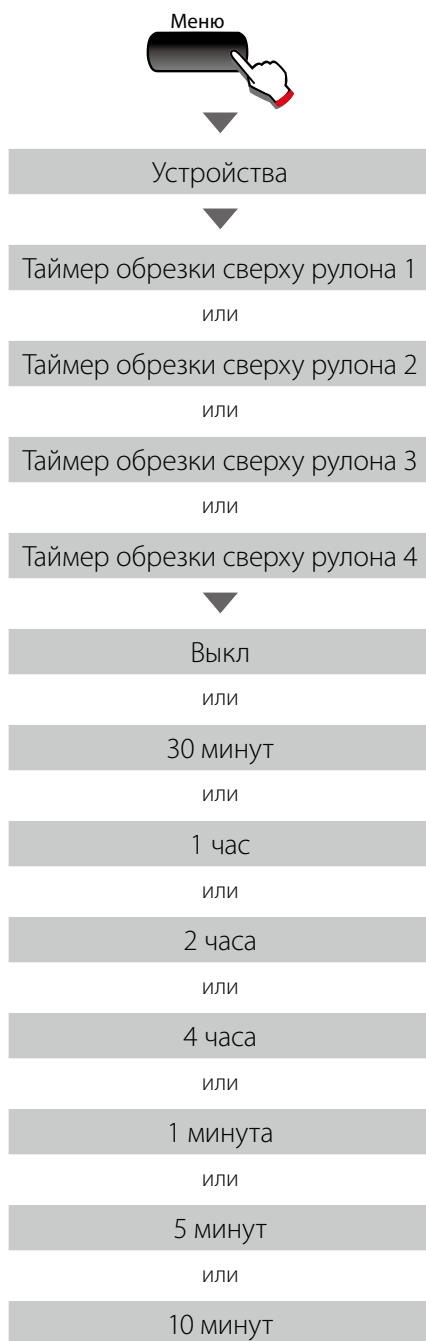 Меню
Устройства
Таймер обрезки сверху рулона 1
или
Таймер обрезки сверху рулона 2
или
Таймер обрезки сверху рулона 3
или
Таймер обрезки сверху рулона 4
Выкл
или
30 минут
или
1 час
или
2 часа
или
4 часа
или
1 минута
или
5 минут
или
10 минут